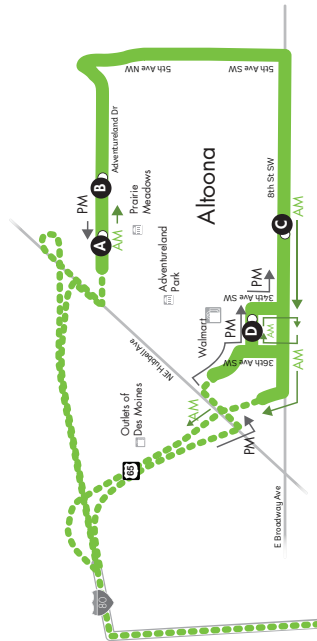 PM
B
Adventureland Dr
5th Ave NW
5th Ave SW
A
AM
Prairie
Meadows
Adventureland
Park
Altoona
8th St SW
C
AM
PM
34th Ave SW
Walmart
PM
D
AM
36th Ave SW
AM
NE Hubbell Ave
AM
PM
Outlets of
Des Moines
65
E Broadway Ave
80